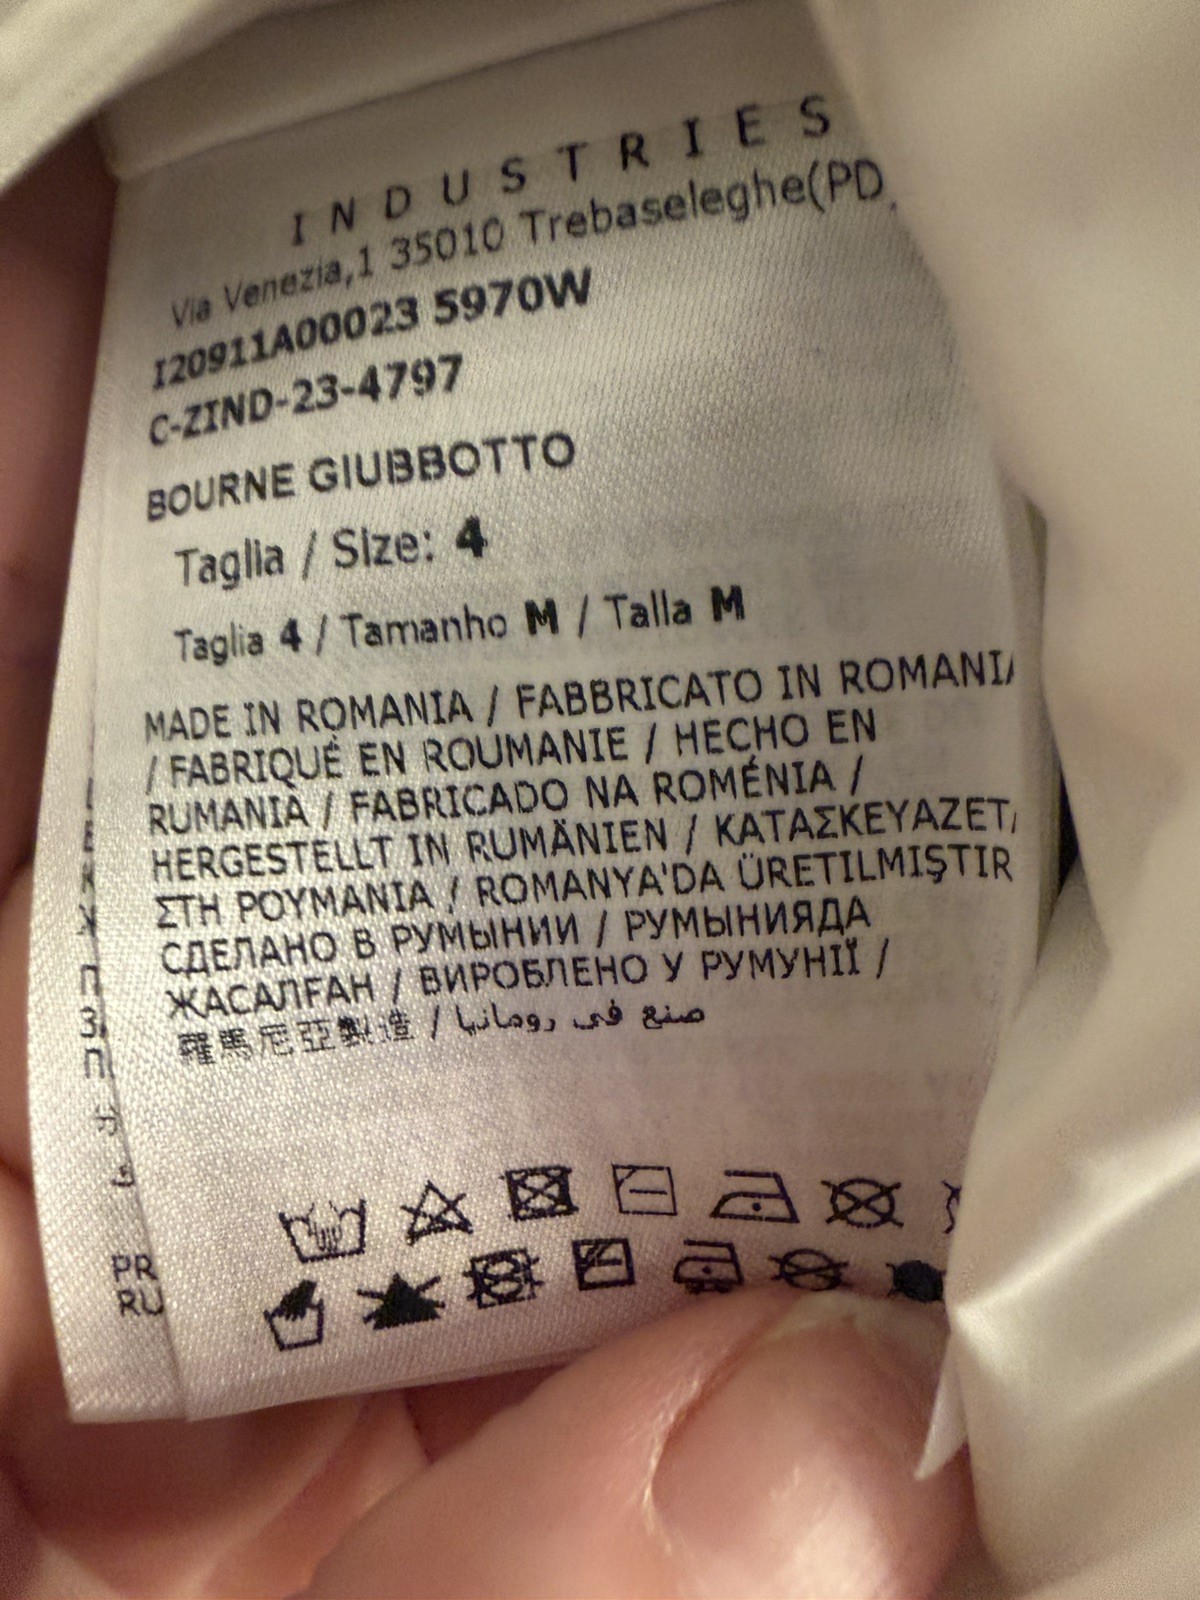 INDUSTRIES
Via Venezia,1 35010 Trebaseleghe(PD
I20911A00023 5970W
C-ZIND-23-4797
BOURNE GIUBBOTTO
Taglia / Size: 4
Taglia 4 / Tamanho M / Talla M
MADE IN ROMANIA / FABBRICATO IN ROMANIA
/ FABRIQUÉ EN ROUMANIE / HECHO EN
RUMANIA / FABRICADO NA ROMÉNIA /
HERGESTELLT IN RUMÄNIEN / ΚΑΤΑΣΚΕΥΑΖΕΤ
ΣΤΗ ΡΟΥΜΑΝΙΑ / ROMANYA'DA ÜRETILMIŞTIR
СДЕЛАНО В РУМЫНИИ / РУМЫНИЯДА
ЖАСАЛҒАН / ВИРОБЛЕНО У РУМУНІЇ /
羅馬尼亞製造 / صنع في رومانيا
PR
RU